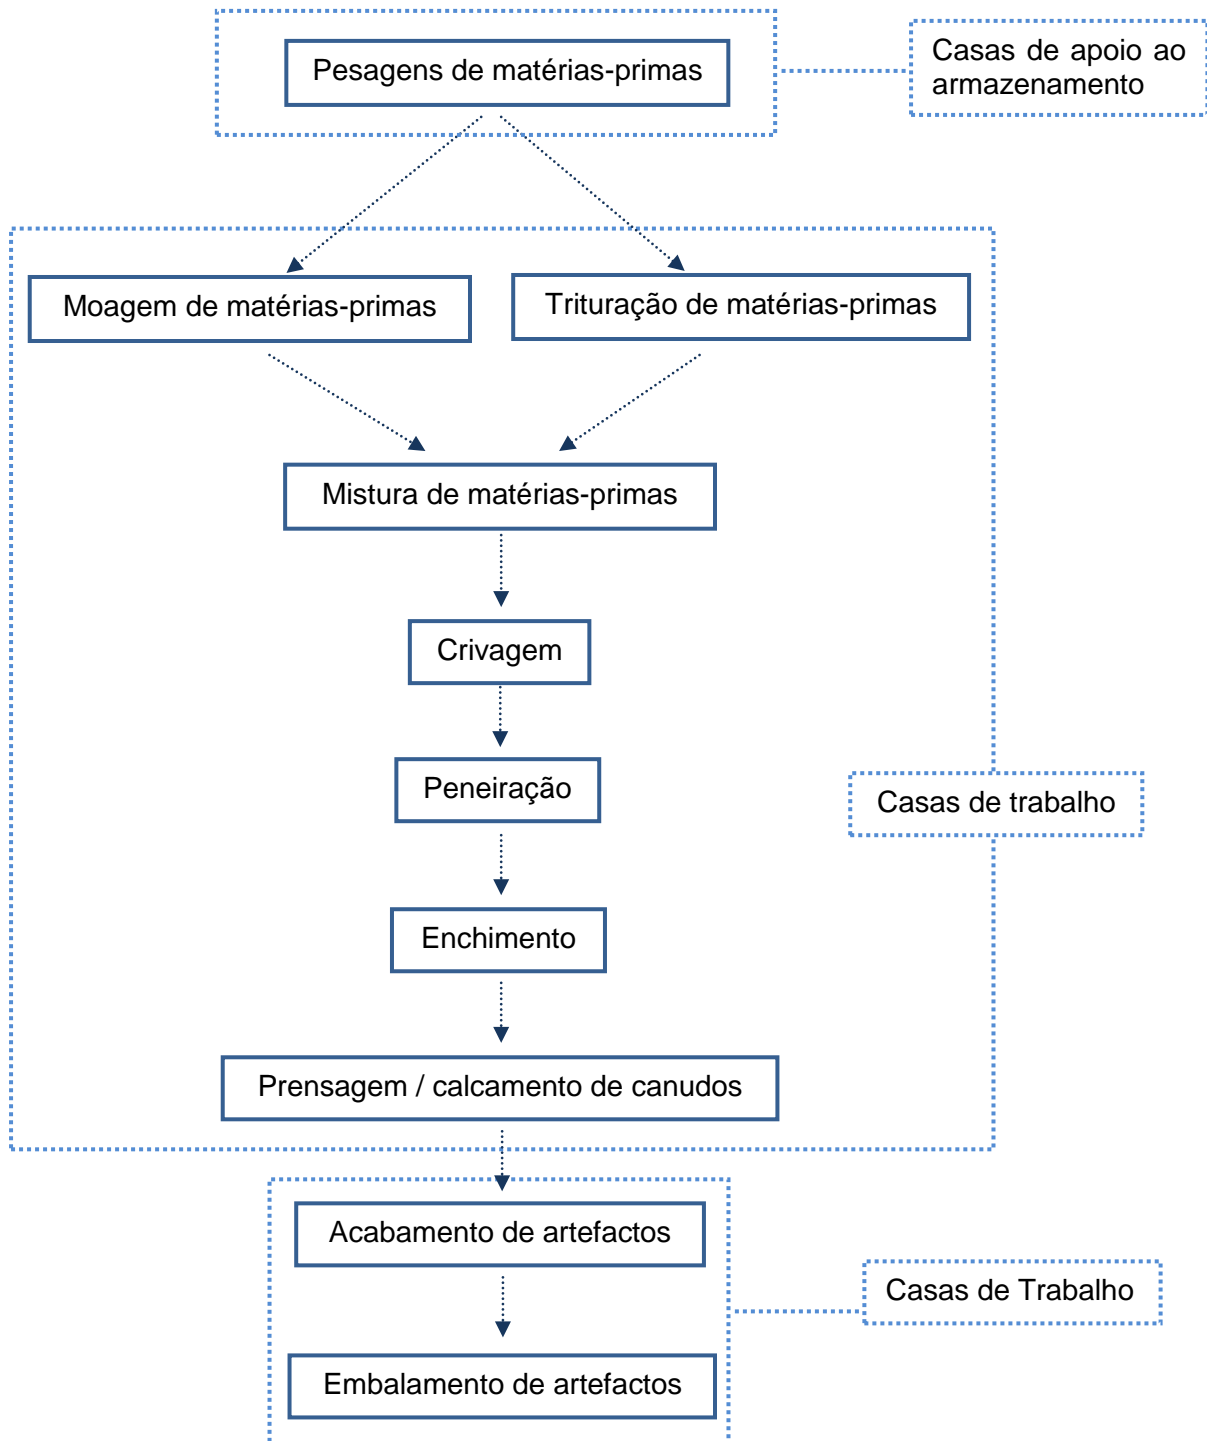 Pesagens de matérias-primas
Casas de apoio ao
armazenamento
Moagem de matérias-primas
Trituração de matérias-primas
Mistura de matérias-primas
Crivagem
Peneiração
Casas de trabalho
Enchimento
Prensagem / calcamento de canudos
Acabamento de artefactos
Casas de Trabalho
Embalamento de artefactos